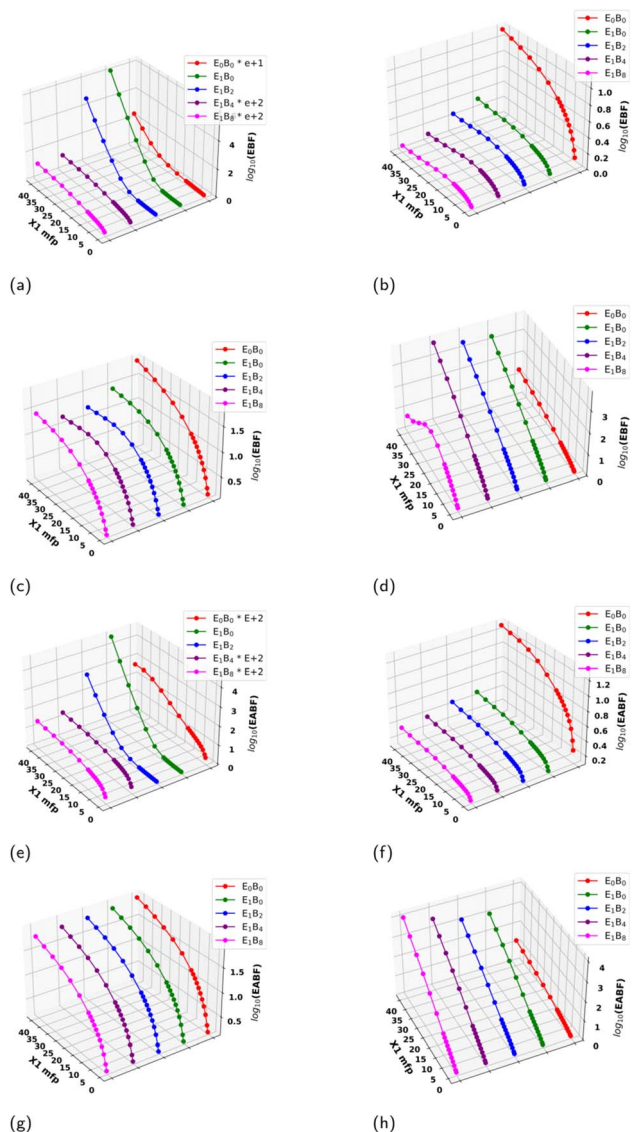 E₀B₀ * e+1
E₁B₀
E₁B₂
E₁B₄ * e+2
E₁B₈ * e+2
4
2
0
log₁₀(EBF)
40
35
30
25
20
15
10
5
0
X1 mfp
(a)
E₀B₀
E₁B₀
E₁B₂
E₁B₄
E₁B₈
1.0
0.8
0.6
0.4
0.2
0.0
log₁₀(EBF)
40
35
30
25
20
15
10
5
0
X1 mfp
(b)
E₀B₀
E₁B₀
E₁B₂
E₁B₄
E₁B₈
1.5
1.0
0.5
log₁₀(EBF)
40
35
30
25
20
15
10
5
0
X1 mfp
(c)
E₀B₀
E₁B₀
E₁B₂
E₁B₄
E₁B₈
3
2
1
0
log₁₀(EBF)
40
35
30
25
20
15
10
5
0
X1 mfp
(d)
E₀B₀ * E+2
E₁B₀
E₁B₂
E₁B₄ * E+2
E₁B₈ * E+2
4
3
2
1
0
log₁₀(EABF)
40
35
30
25
20
15
10
5
0
X1 mfp
(e)
E₀B₀
E₁B₀
E₁B₂
E₁B₄
E₁B₈
1.2
1.0
0.8
0.6
0.4
0.2
log₁₀(EABF)
40
35
30
25
20
15
10
5
0
X1 mfp
(f)
E₀B₀
E₁B₀
E₁B₂
E₁B₄
E₁B₈
1.5
1.0
0.5
log₁₀(EABF)
40
35
30
25
20
15
10
5
0
X1 mfp
(g)
E₀B₀
E₁B₀
E₁B₂
E₁B₄
E₁B₈
4
3
2
1
0
log₁₀(EABF)
40
35
30
25
20
15
10
5
0
X1 mfp
(h)